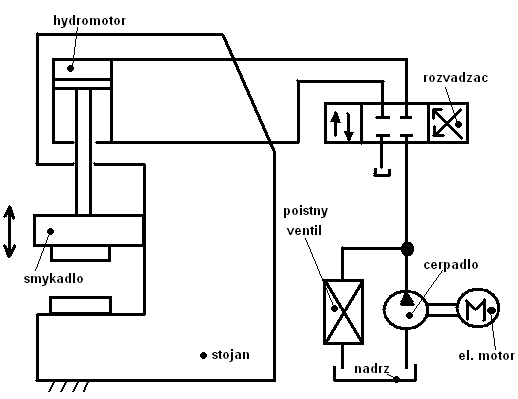 hydromotor
rozvadzac
poistny
ventil
cerpadlo
smykadlo
M
stojan
nadrz
el. motor